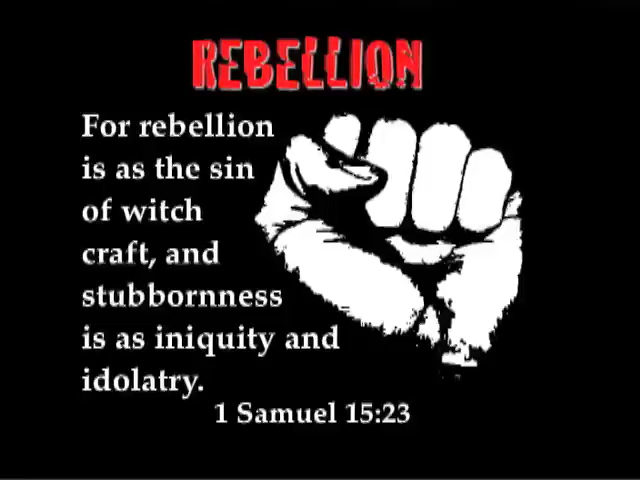 REBELLION
For rebellion
is as the sin
of witch
craft, and
stubbornness
is as iniquity and
idolatry.
1 Samuel 15:23